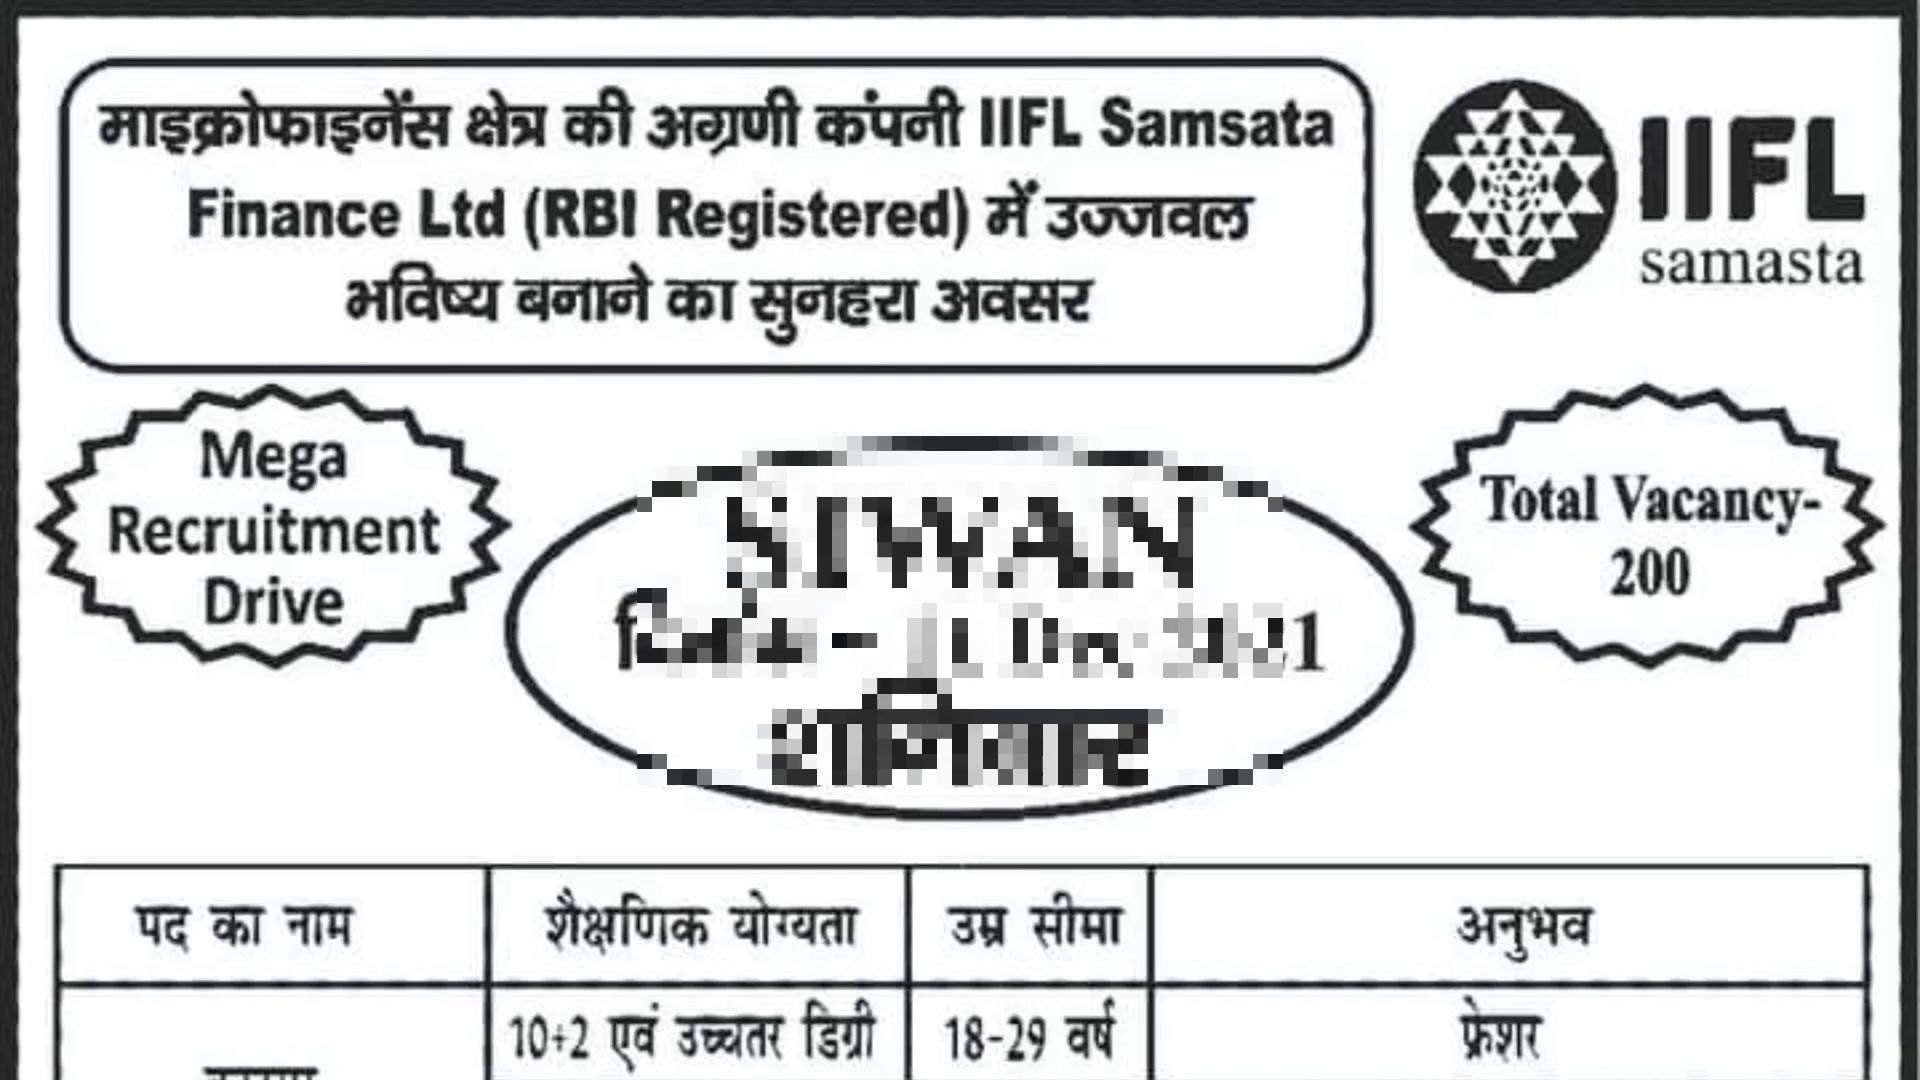 माइक्रोफाइनेंस क्षेत्र की अग्रणी कंपनी IIFL Samsata
Finance Ltd (RBI Registered) में उज्जवल
भविष्य बनाने का सुनहरा अवसर
IIFL
samasta
Mega
Recruitment
Drive
SIWAN
शनिवार
Total Vacancy-
200
पद का नाम शैक्षणिक योग्यता उम्र सीमा अनुभव
10+2 एवं उच्चतर डिग्री 18-29 वर्ष फ्रेशर